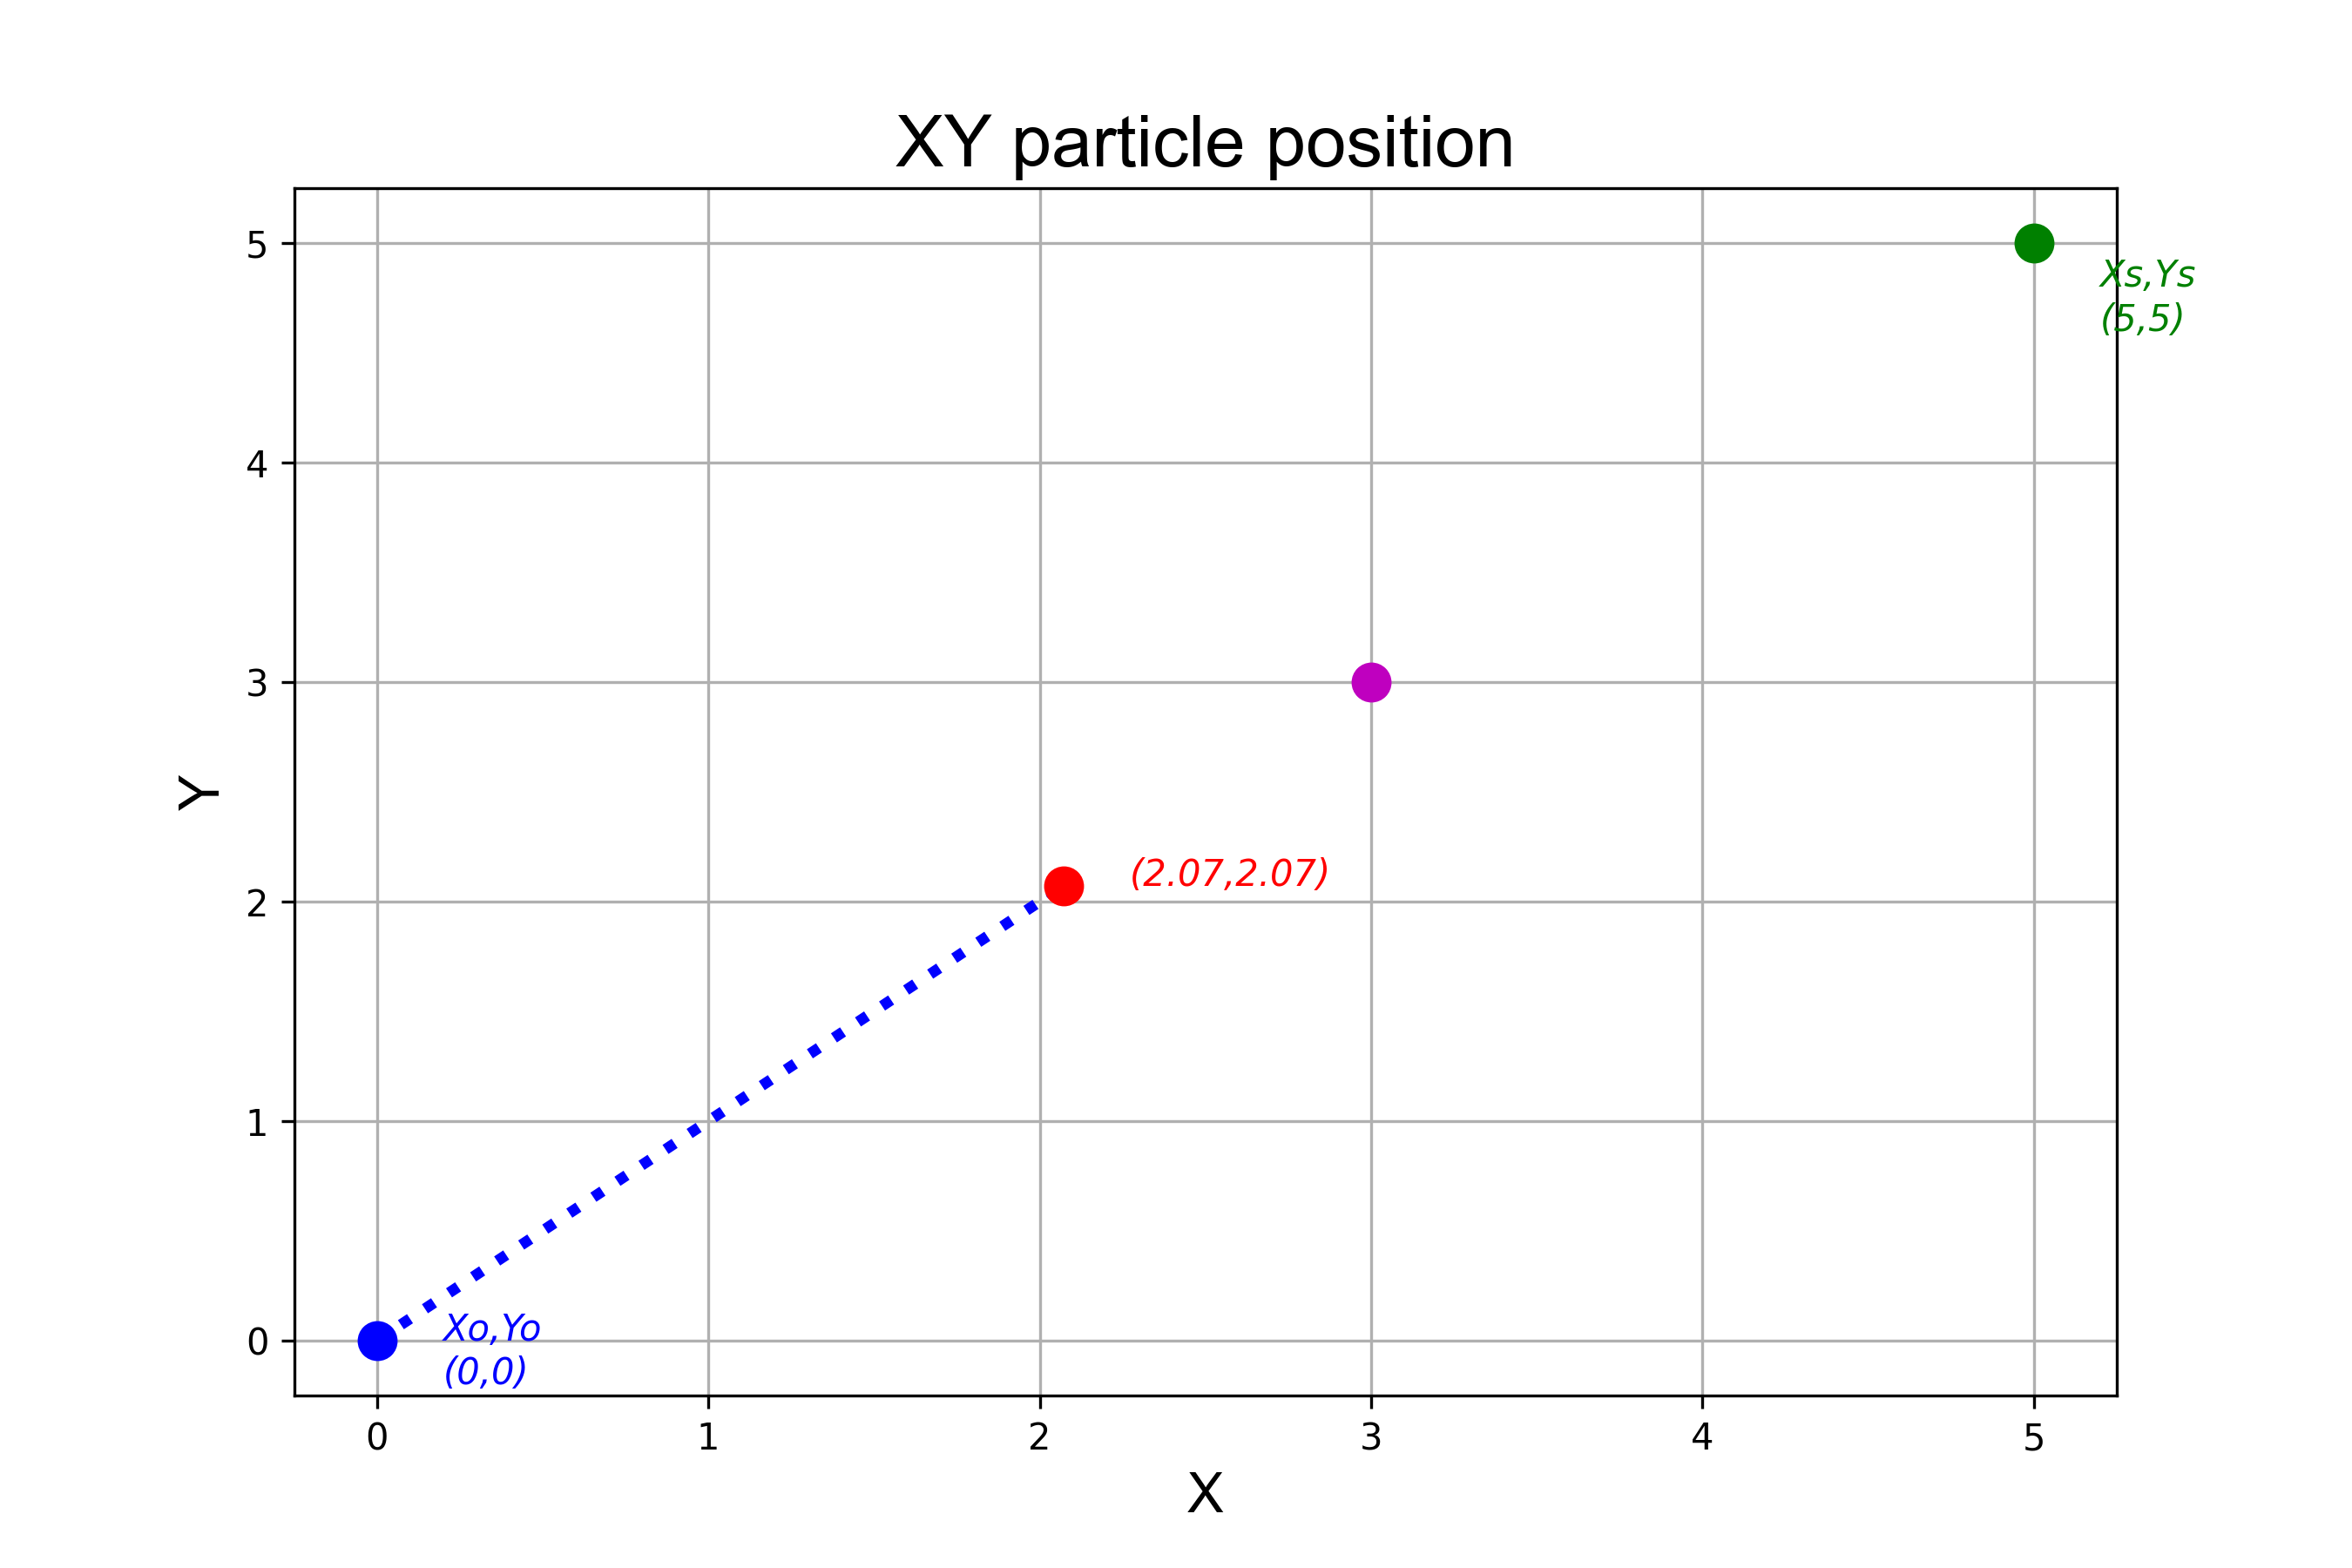 XY particle position
5
Xs,Ys
(5,5)
4
3
Y
(2.07,2.07)
2
1
Xo,Yo
0
(0,0)
0 1 2 3 4 5
X